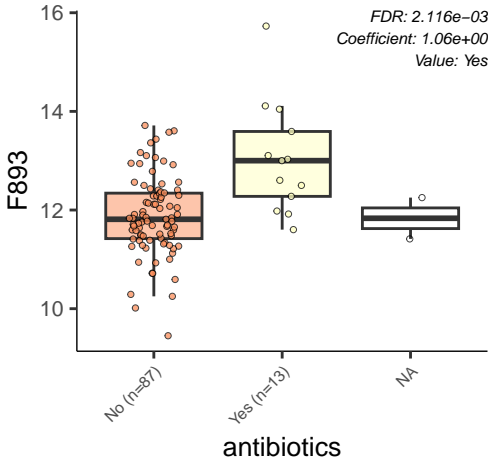 FDR: 2.116e−03
Coefficient: 1.06e+00
Value: Yes
16
14
12
10
F893
No (n=87)
Yes (n=13)
NA
antibiotics